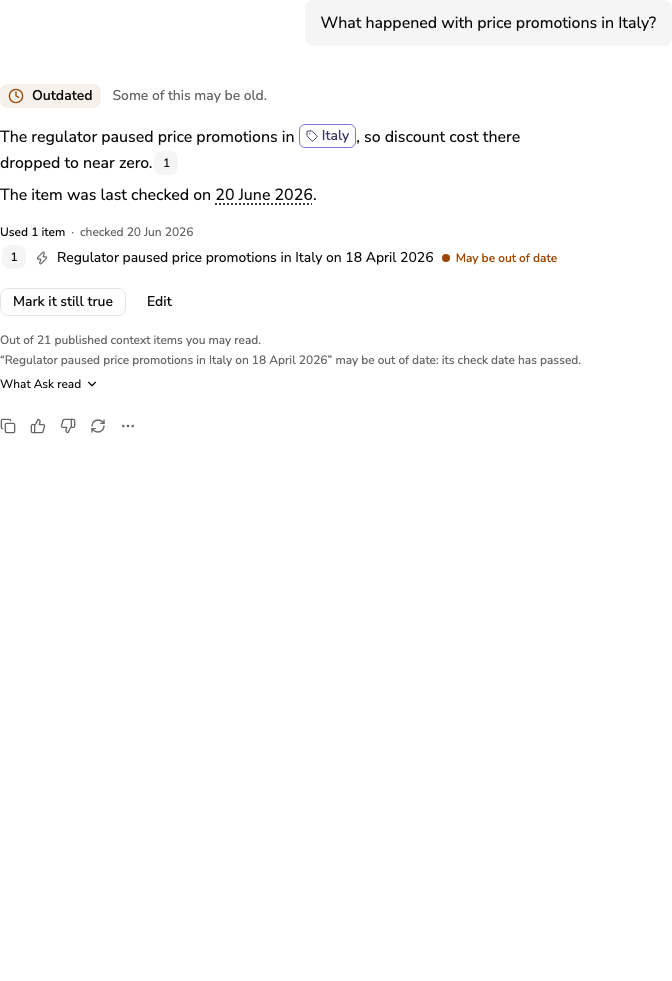 What happened with price promotions in Italy?
Outdated Some of this may be old.
The regulator paused price promotions in Italy, so discount cost there
dropped to near zero. 1
The item was last checked on 20 June 2026.
Used 1 item · checked 20 Jun 2026
1 Regulator paused price promotions in Italy on 18 April 2026 May be out of date
Mark it still true Edit
Out of 21 published context items you may read.
“Regulator paused price promotions in Italy on 18 April 2026” may be out of date: its check date has passed.
What Ask read